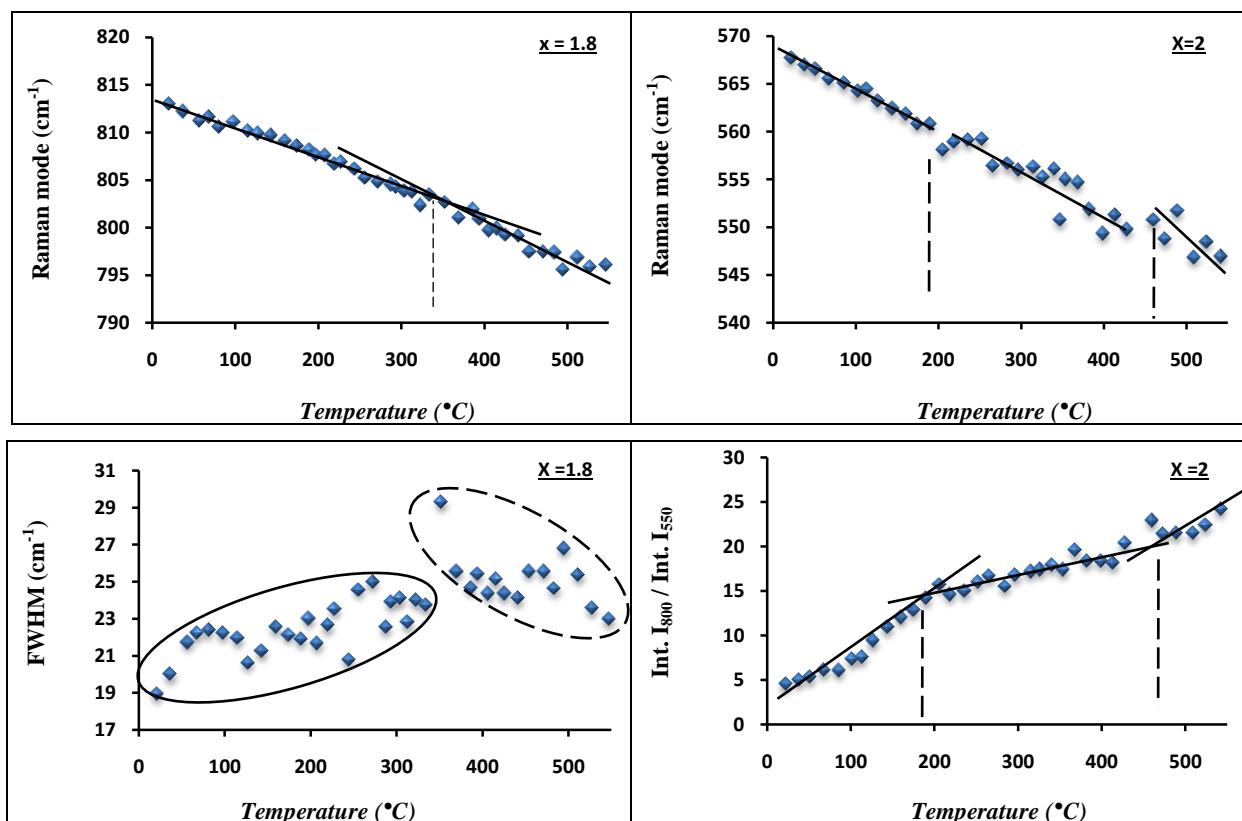 820
815
810
805
800
795
790
x = 1.8
Raman mode (cm-1)
0 100 200 300 400 500
Temperature (°C)
570
565
560
555
550
545
540
X=2
Raman mode (cm-1)
0 100 200 300 400 500
Temperature (°C)
31
29
27
25
23
21
19
17
X =1.8
FWHM (cm-1)
0 100 200 300 400 500
Temperature (°C)
30
25
20
15
10
5
0
X =2
Int. I800 / Int. I550
0 100 200 300 400 500
Temperature (°C)